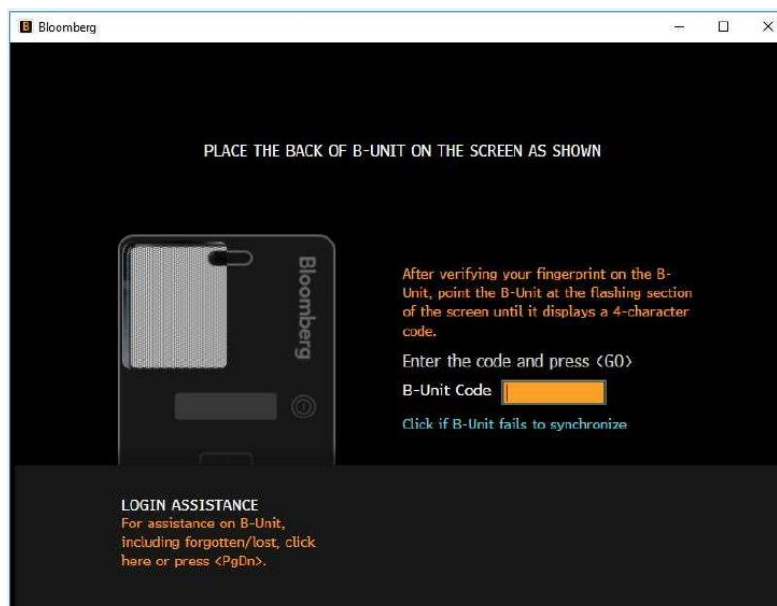 Bloomberg
PLACE THE BACK OF B-UNIT ON THE SCREEN AS SHOWN
Bloomberg
After verifying your fingerprint on the B-
Unit, point the B-Unit at the flashing section
of the screen until it displays a 4-character
code.
Enter the code and press <GO>
B-Unit Code
Click if B-Unit fails to synchronize
LOGIN ASSISTANCE
For assistance on B-Unit,
including forgotten/lost, click
here or press <PgDn>.